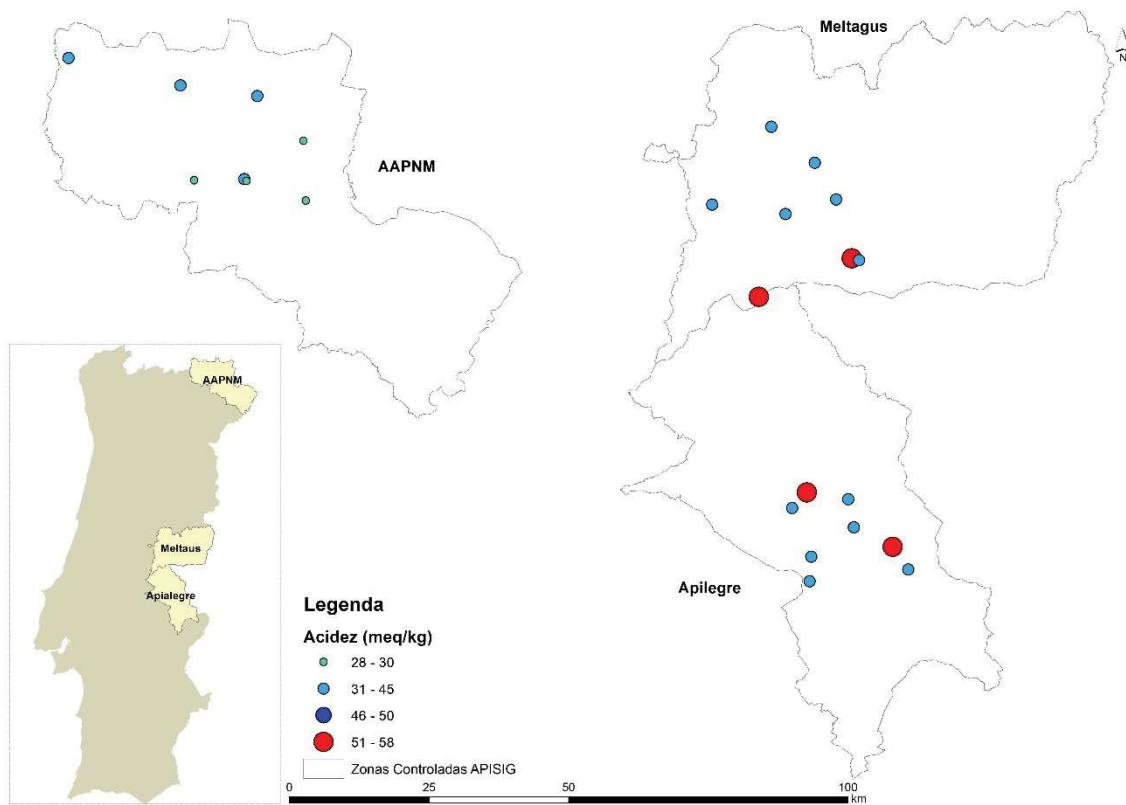 Meltagus
N
AAPNM
AAPNM
Meltaus
Apialegre
Apilegre
Legenda
Acidez (meq/kg)
28 - 30
31 - 45
46 - 50
51 - 58
Zonas Controladas APISIG
0 25 50 100
km